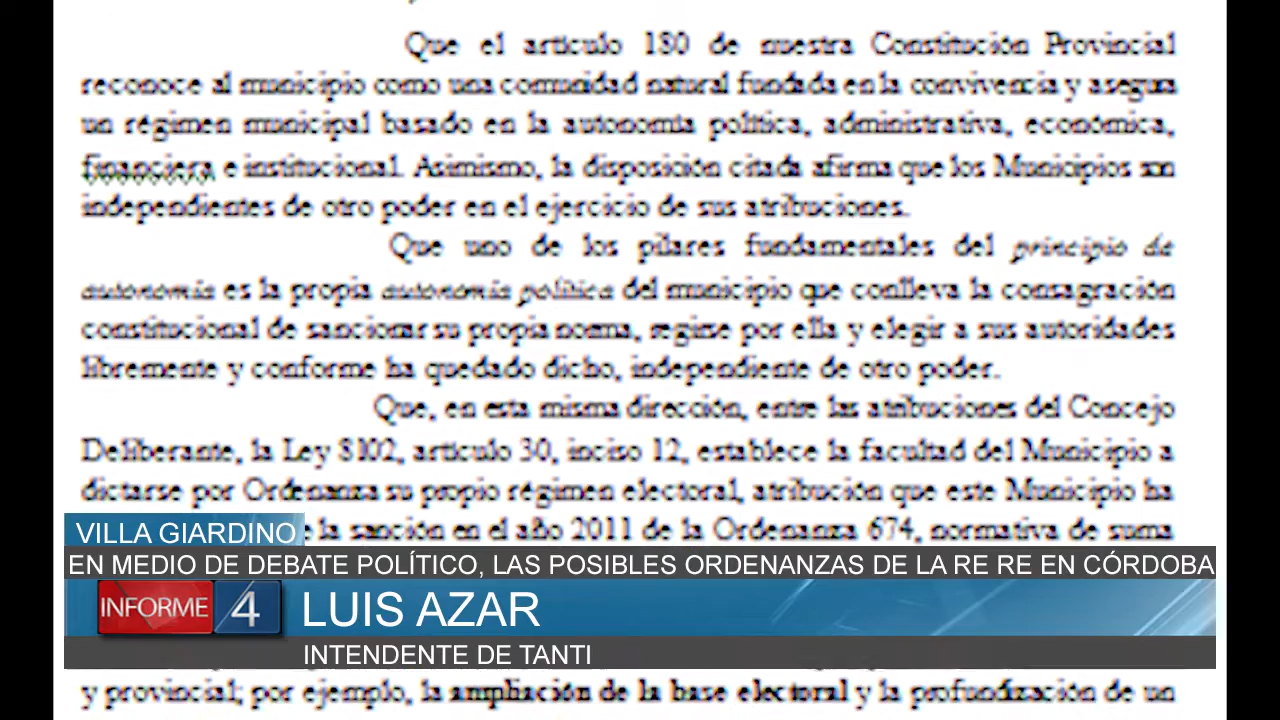 Que el artículo 180 de nuestra Constitución Provincial
reconoce al municipio como una comunidad natural fundada en la convivencia y asegura
un régimen municipal basado en la autonomía política, administrativa, económica,
financiera e institucional. Asimismo, la disposición citada afirma que los Municipios son
independientes de otro poder en el ejercicio de sus atribuciones.
Que uno de los pilares fundamentales del principio de
autonomía es la propia autonomía política del municipio que conlleva la consagración
constitucional de sancionar su propia norma, regirse por ella y elegir a sus autoridades
libremente y conforme ha quedado dicho, independiente de otro poder.
Que, en esta misma dirección, entre las atribuciones del Concejo
Deliberante, la Ley 8102, artículo 30, inciso 12, establece la facultad del Municipio a
dictarse por Ordenanza su propio régimen electoral, atribución que este Municipio ha
la sanción en el año 2011 de la Ordenanza 674, normativa de suma
VILLA GIARDINO
EN MEDIO DE DEBATE POLÍTICO, LAS POSIBLES ORDENANZAS DE LA RE RE EN CÓRDOBA
INFORME 4
LUIS AZAR
INTENDENTE DE TANTI
y provincial; por ejemplo, la ampliación de la base electoral y la profundización de un